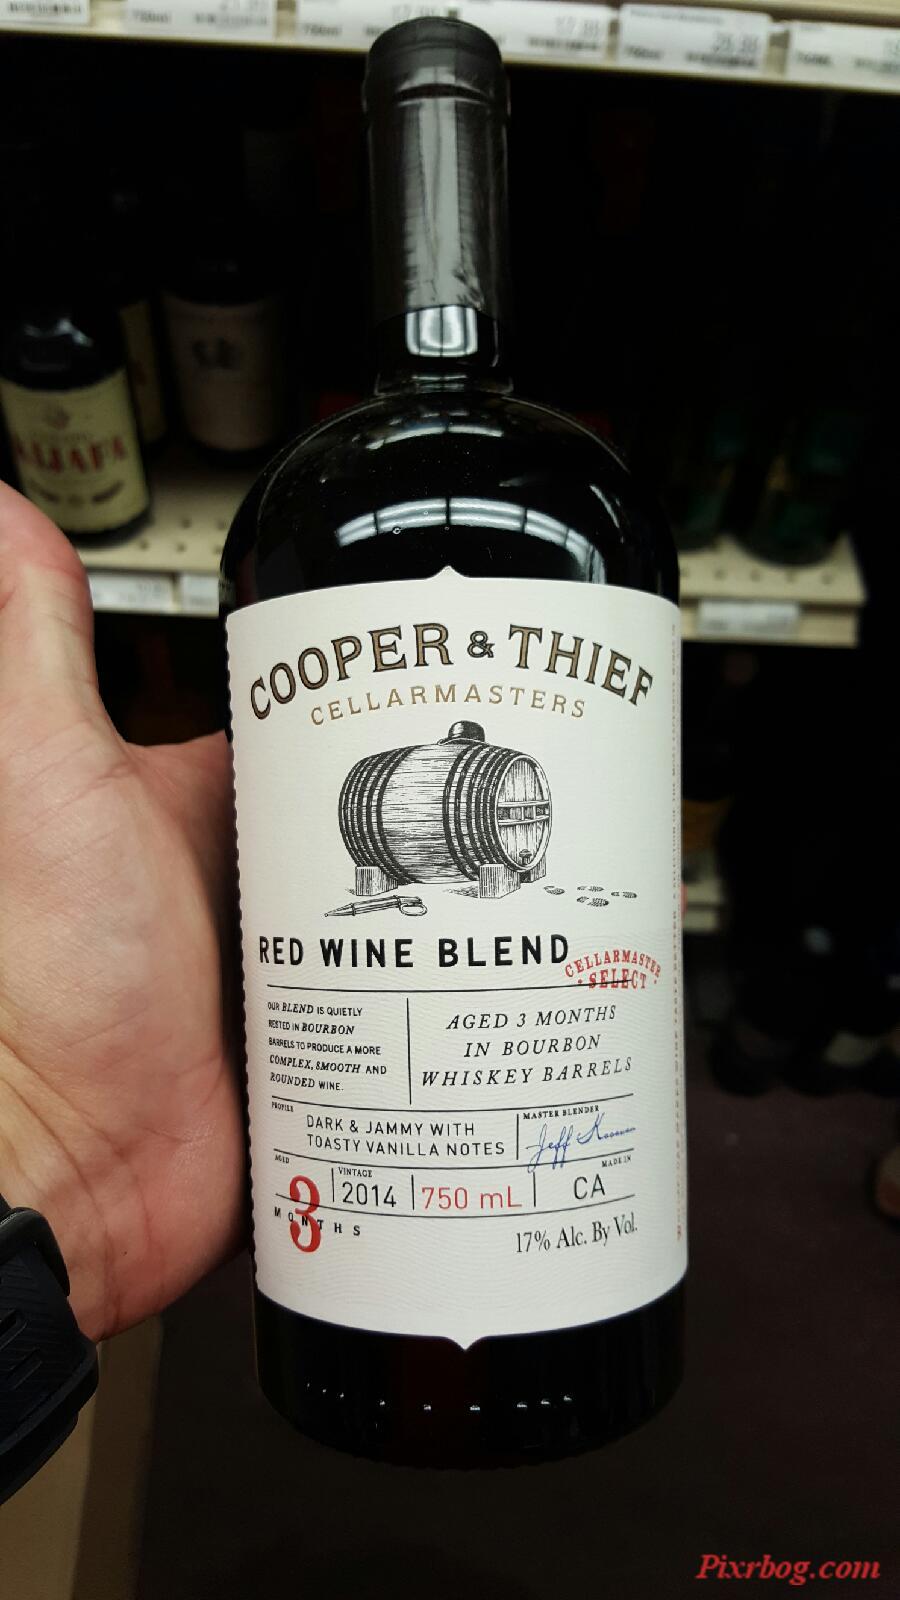 COOPER & THIEF
CELLARMASTERS
RED WINE BLEND
CELLARMASTER
· SELECT ·
OUR BLEND IS QUIETLY
RESTED IN BOURBON
BARRELS TO PRODUCE A MORE
COMPLEX, SMOOTH AND
ROUNDED WINE.
AGED 3 MONTHS
IN BOURBON
WHISKEY BARRELS
PROFILE
DARK & JAMMY WITH
TOASTY VANILLA NOTES
MASTER BLENDER
Jeff
AGED
3
MONTHS
VINTAGE
2014
750 mL
MADE IN
CA
17% Alc. By Vol.
Pixrbog.com